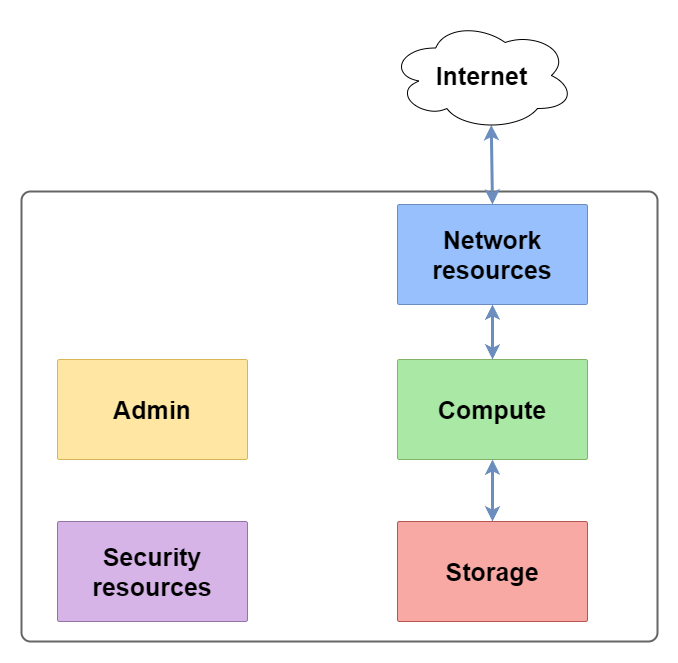 Internet
Network
resources
Admin
Compute
Security
resources
Storage